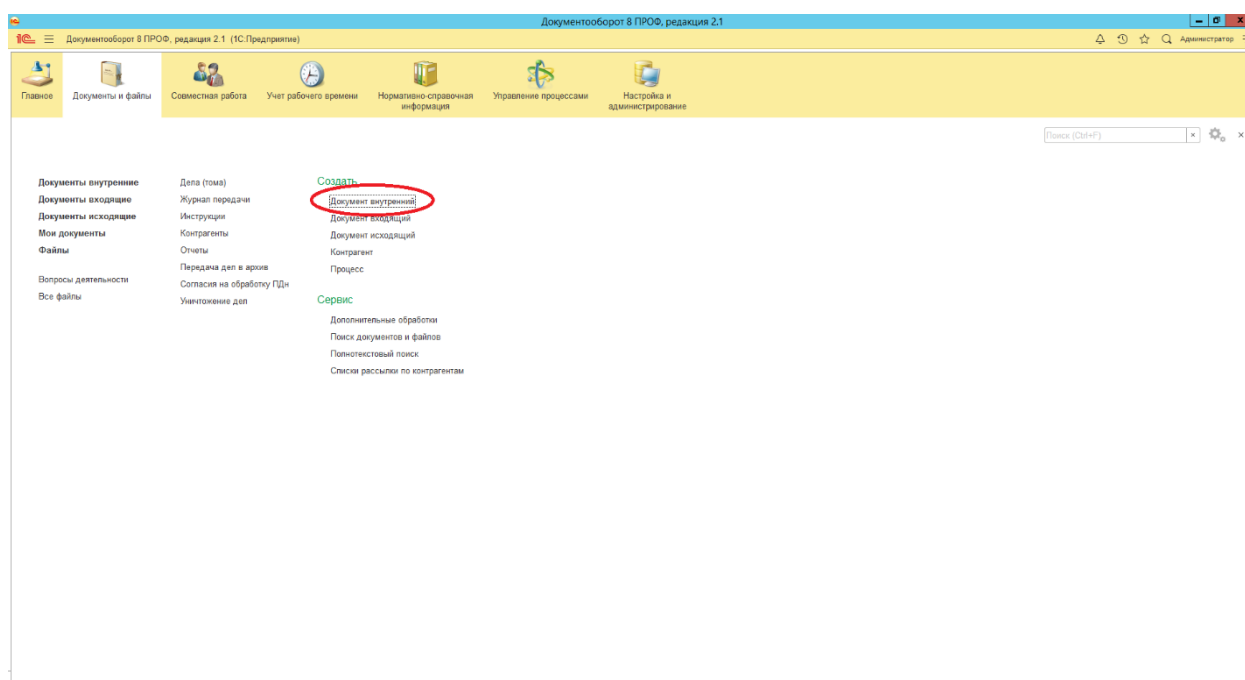 Документооборот 8 ПРОФ, редакция 2.1
Документооборот 8 ПРОФ, редакция 2.1 (1С:Предприятие)
Администратор
Главное
Документы и файлы
Совместная работа
Учет рабочего времени
Нормативно-справочная
информация
Управление процессами
Настройка и
администрирование
Поиск (Ctrl+F)
Документы внутренние
Документы входящие
Документы исходящие
Мои документы
Файлы
Вопросы деятельности
Все файлы
Дела (тома)
Журнал передачи
Инструкции
Контрагенты
Отчеты
Передача дел в архив
Согласия на обработку ПДн
Уничтожение дел
Создать
Документ внутренний
Документ входящий
Документ исходящий
Контрагент
Процесс
Сервис
Дополнительные обработки
Поиск документов и файлов
Полнотекстовый поиск
Списки рассылки по контрагентам